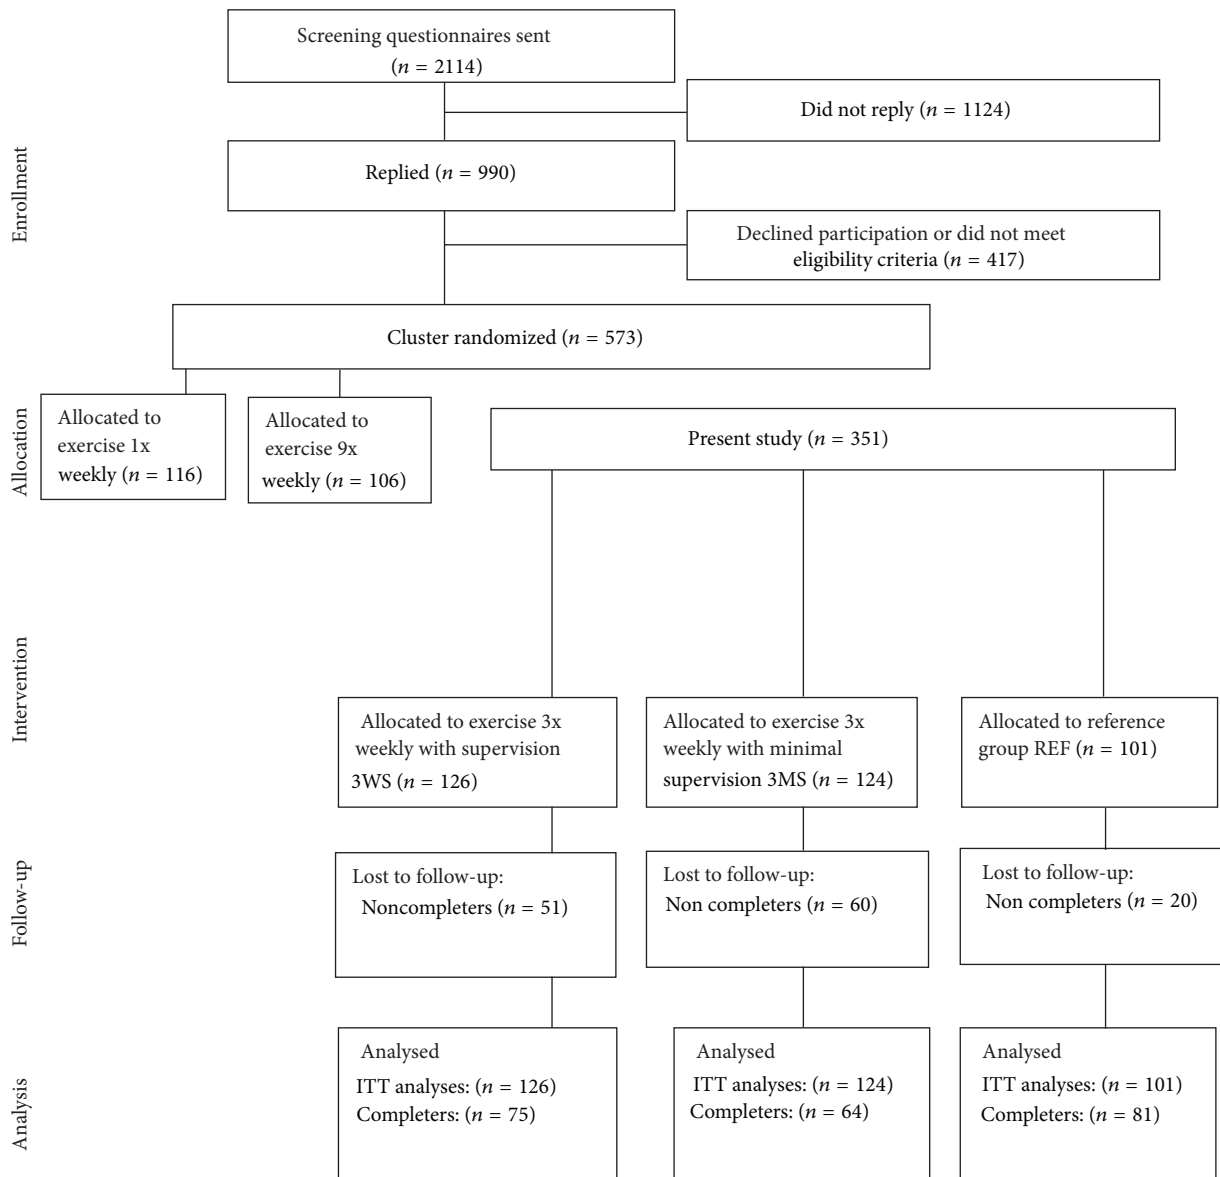 Screening questionnaires sent
(n = 2114)
Did not reply (n = 1124)
Replied (n = 990)
Declined participation or did not meet
eligibility criteria (n = 417)
Enrollment
Cluster randomized (n = 573)
Allocated to
exercise 1x
weekly (n = 116)
Allocated to
exercise 9x
weekly (n = 106)
Present study (n = 351)
Allocation
Intervention
Allocated to exercise 3x
weekly with supervision
3WS (n = 126)
Allocated to exercise 3x
weekly with minimal
supervision 3MS (n = 124)
Allocated to reference
group REF (n = 101)
Follow-up
Lost to follow-up:
Noncompleters (n = 51)
Lost to follow-up:
Non completers (n = 60)
Lost to follow-up:
Non completers (n = 20)
Analysis
Analysed
ITT analyses: (n = 126)
Completers: (n = 75)
Analysed
ITT analyses: (n = 124)
Completers: (n = 64)
Analysed
ITT analyses: (n = 101)
Completers: (n = 81)